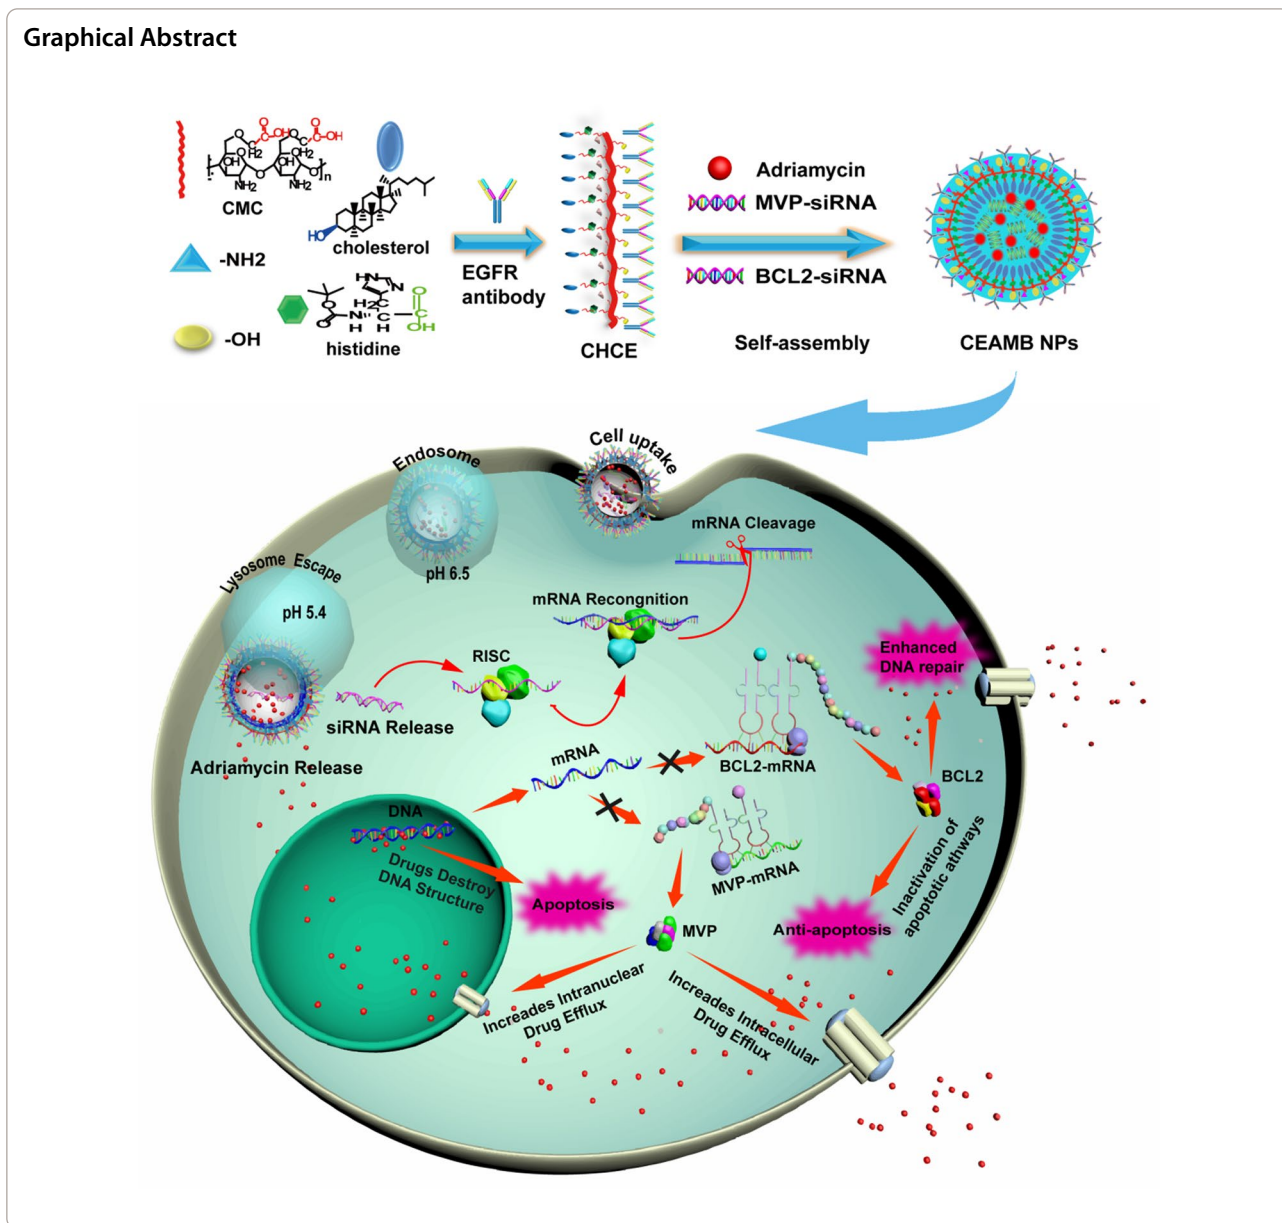 Graphical Abstract
CMC
-NH2
-OH
cholesterol
histidine
EGFR
antibody
CHCE
Adriamycin
MVP-siRNA
BCL2-siRNA
Self-assembly
CEAMB NPs
Cell uptake
Endosome
pH 6.5
Lysosome Escape
pH 5.4
mRNA Cleavage
mRNA Recongnition
RISC
siRNA Release
Adriamycin Release
Enhanced
DNA repair
mRNA
BCL2-mRNA
BCL2
DNA
Drugs Destroy
DNA Structure
Apoptosis
MVP-mRNA
MVP
Anti-apoptosis
Inactivation of
apoptotic athways
Increades Intranuclear
Drug Efflux
Increades Intracellular
Drug Efflux